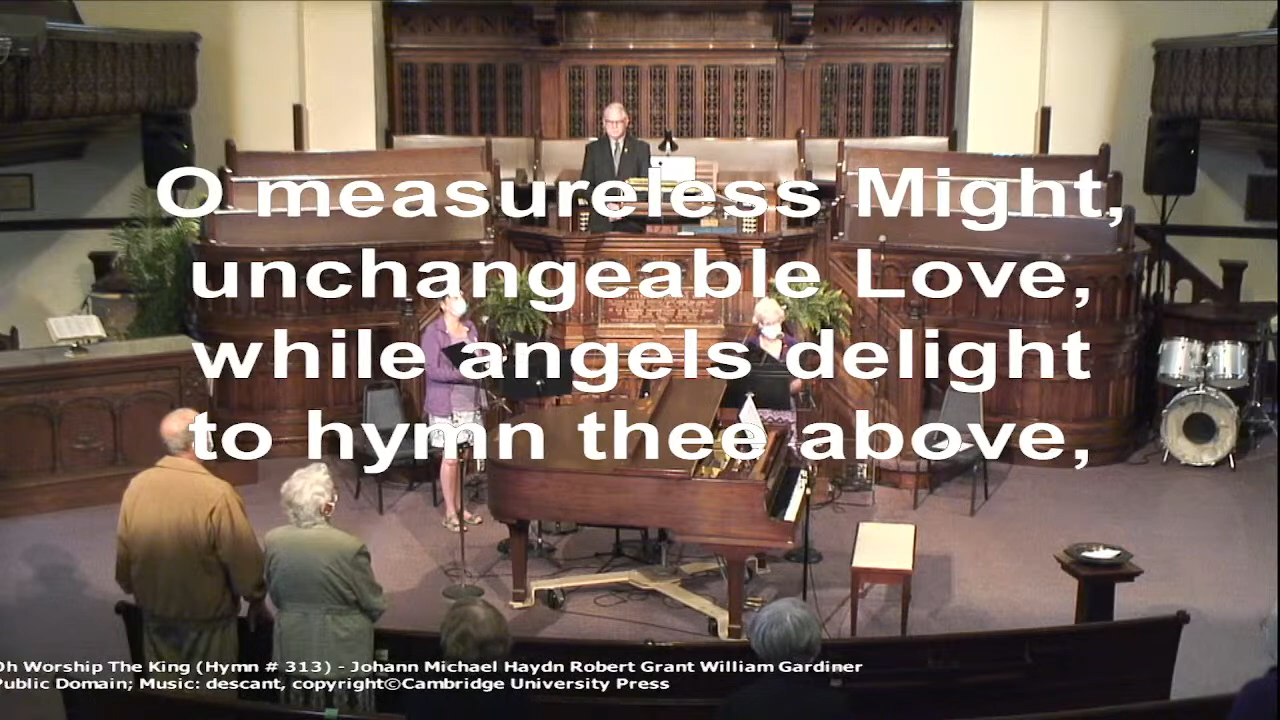 O measureless Might,
unchangeable Love,
while angels delight
to hymn thee above,
Oh Worship The King (Hymn # 313) - Johann Michael Haydn Robert Grant William Gardiner
Public Domain; Music: descant, copyright©Cambridge University Press